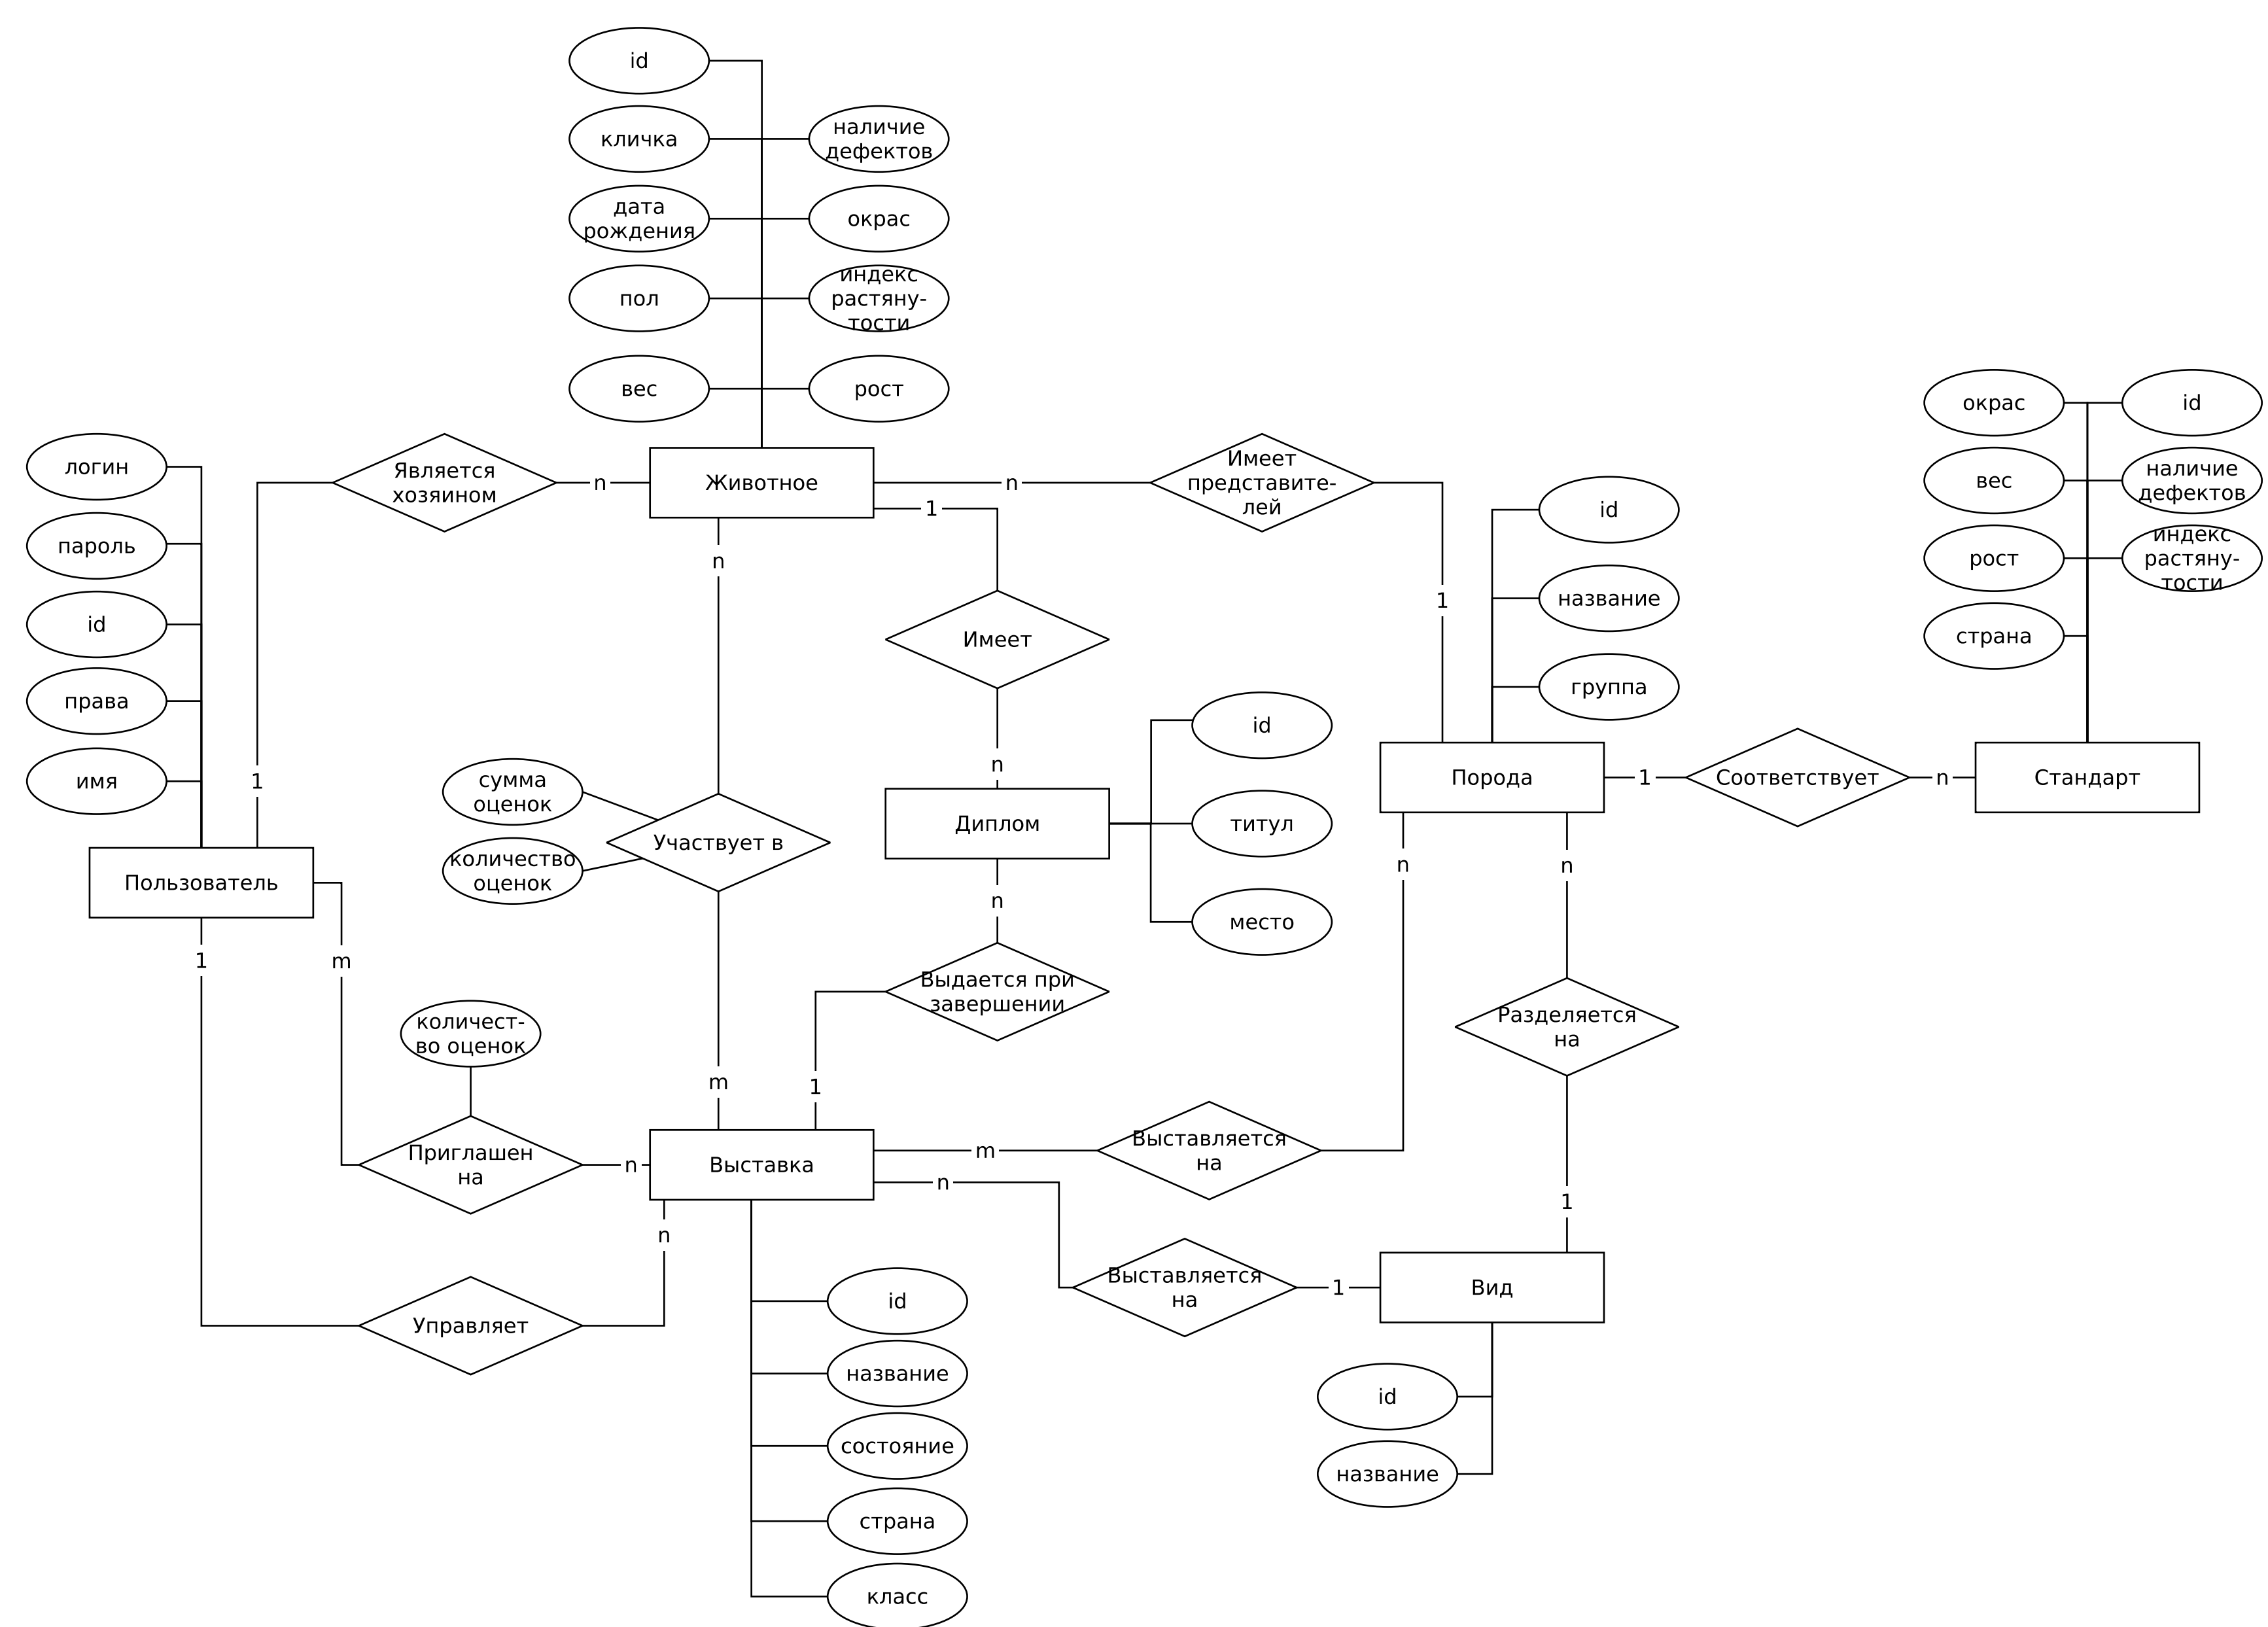 id
кличка
наличие
дефектов
дата
рождения
окрас
пол
индекс
растяну-
тости
вес
рост
окрас
id
вес
наличие
дефектов
рост
индекс
растяну-
тости
страна
логин
пароль
id
права
имя
Является
хозяином
n
Животное
n
Имеет
представите-
лей
1
n
1
1
Имеет
id
название
группа
n
id
титул
место
сумма
оценок
количество
оценок
Участвует в
Диплом
Порода
1
Соответствует
n
Стандарт
Пользователь
n
n
n
1
m
Выдается при
завершении
количест-
во оценок
Разделяется
на
m
1
Приглашен
на
n
Выставка
m
Выставляется
на
n
1
n
Выставляется
на
1
Вид
Управляет
id
название
состояние
страна
класс
id
название